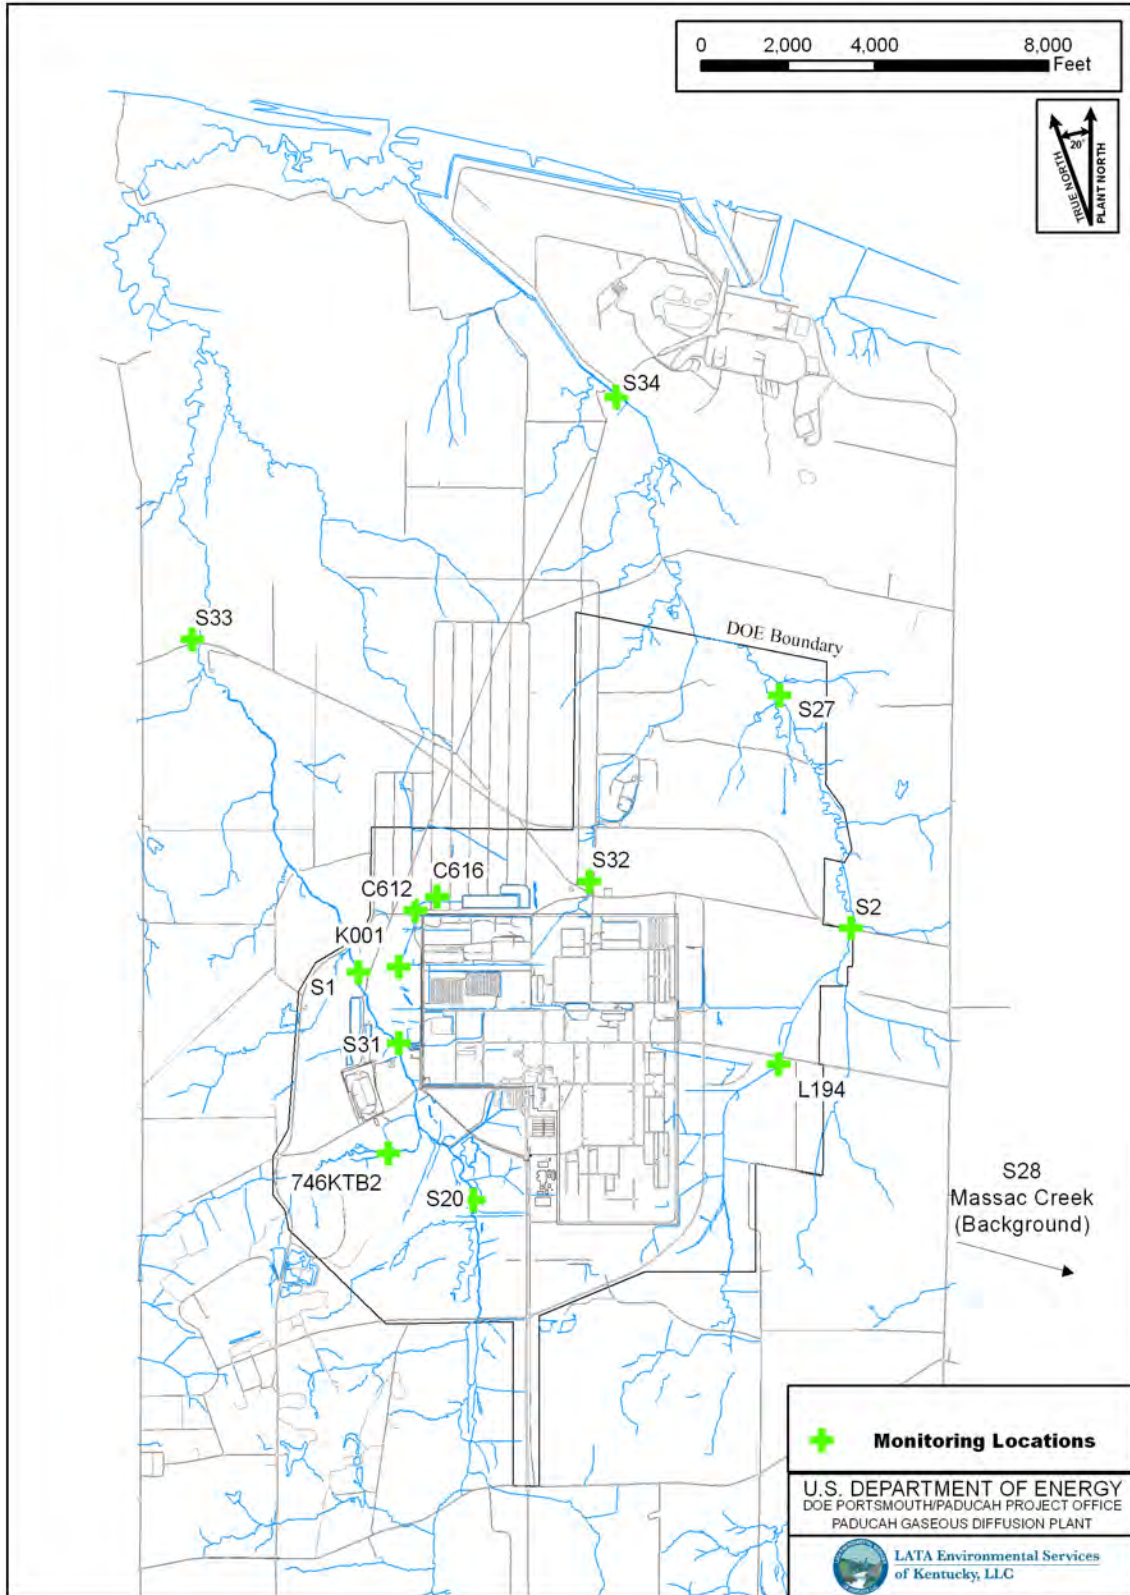 0 2,000 4,000 8,000
Feet
20°
TRUE NORTH
PLANT NORTH
S34
S33
DOE Boundary
S27
S32
C616
C612
S2
K001
S1
S31
L194
746KTB2
S20
S28
Massac Creek
(Background)
Monitoring Locations
U.S. DEPARTMENT OF ENERGY
DOE PORTSMOUTH/PADUCAH PROJECT OFFICE
PADUCAH GASEOUS DIFFUSION PLANT
LATA Environmental Services
of Kentucky, LLC